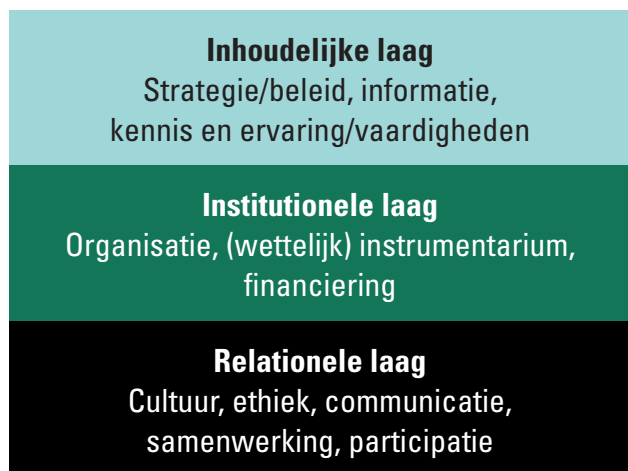 Inhoudelijke laag
Strategie/beleid, informatie,
kennis en ervaring/vaardigheden
Institutionele laag
Organisatie, (wettelijk) instrumentarium,
financiering
Relationele laag
Cultuur, ethiek, communicatie,
samenwerking, participatie